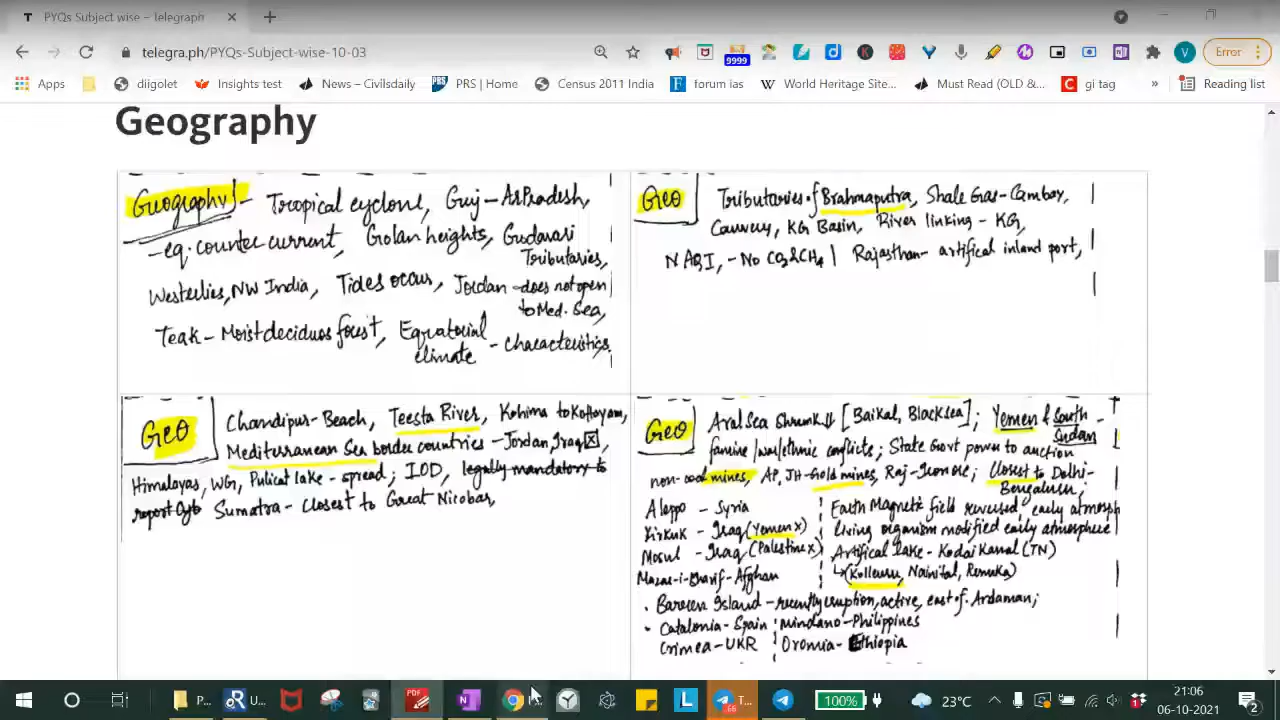 PYQs Subject wise – telegraph
telegra.ph/PYQs-Subject-wise-10-03
9999
Error
Apps
diigolet
Insights test
News – Civilsdaily
PRS | Home
Census 2011 India
forum ias
World Heritage Site...
Must Read (OLD &...
gi tag
»
Reading list
Geography
Geography - Tropical cyclone, Guj - AsPradesh,
- eq. counter current, Golan heights, Godavari
Tributaries,
Westerlies, NW India, Tides occur, Jordan - does not open
to Med. Sea,
Teak - Moist deciduous forest, Equatorial
climate - characteristics
Geo Tributaries of Brahmaputra, Shale Gas - Cambay,
Cauvery, KG Basin, River linking - KG,
- No CO2 & CH4 | Rajasthan - artifical inland port,
Geo Chandipur - Beach, Teesta River, Kohima to Kottayam,
Mediterranean Sea border countries - Jordan, Iraq x
Himalayas, WG, Pulicat lake - spread; IOD, legally mandatory to
report Sumatra - Closest to Great Nicobar,
Geo Aral Sea Shrunk [Baikal, Black sea]; Yemen & South
Sudan -
famine/war/ethnic conflicts; State Govt power to auction
non-coal mines, AP, JH - Gold mines, Raj - Iron ore; Closest to Delhi -
Bengaluru,
Aleppo - Syria
Kirkuk - Iraq (Yemen x)
Mosul - Iraq (Palestine x)
Mazar-i-Sharif - Afghan
Earth Magnetic field reversed early atmosph
living organism modified early atmosphere
Artifical lake - Kodaikanal (TN)
(Kolleuru, Nainital, Renuka)
· Barren Island - recently eruption, active, east of Andaman;
· Catalonia - Spain Mindano - Philippines
Crimea - UKR Oromia - Ethiopia
P...
U...
PDF
N
L
66
T...
100%
23°C
21:06
06-10-2021
2